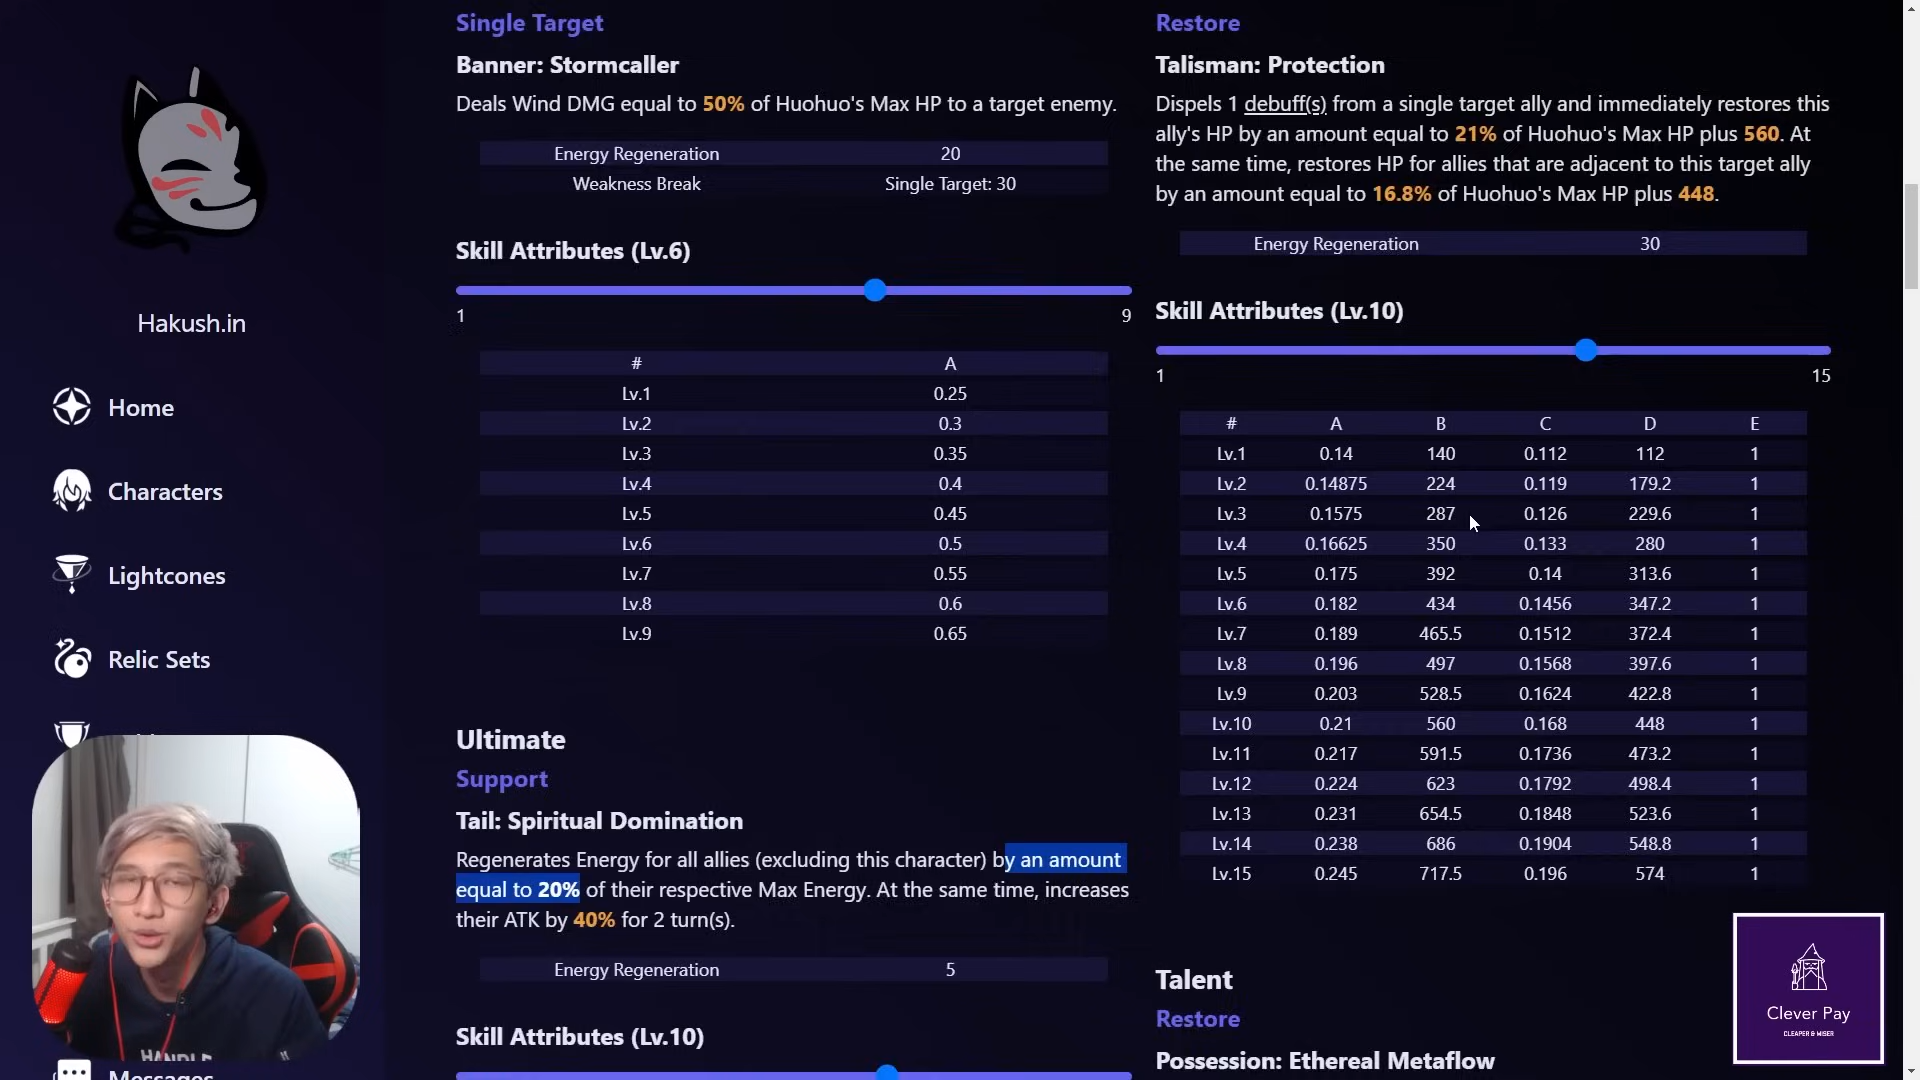 Hakush.in
Home
Characters
Lightcones
Relic Sets
Messages
HANDLE
Single Target
Banner: Stormcaller
Deals Wind DMG equal to 50% of Huohuo's Max HP to a target enemy.
Energy Regeneration 20
Weakness Break Single Target: 30
Skill Attributes (Lv.6)
1 9
# A
Lv.1 0.25
Lv.2 0.3
Lv.3 0.35
Lv.4 0.4
Lv.5 0.45
Lv.6 0.5
Lv.7 0.55
Lv.8 0.6
Lv.9 0.65
Ultimate
Support
Tail: Spiritual Domination
Regenerates Energy for all allies (excluding this character) by an amount
equal to 20% of their respective Max Energy. At the same time, increases
their ATK by 40% for 2 turn(s).
Energy Regeneration 5
Skill Attributes (Lv.10)
Restore
Talisman: Protection
Dispels 1 debuff(s) from a single target ally and immediately restores this
ally's HP by an amount equal to 21% of Huohuo's Max HP plus 560. At
the same time, restores HP for allies that are adjacent to this target ally
by an amount equal to 16.8% of Huohuo's Max HP plus 448.
Energy Regeneration 30
Skill Attributes (Lv.10)
1 15
# A B C D E
Lv.1 0.14 140 0.112 112 1
Lv.2 0.14875 224 0.119 179.2 1
Lv.3 0.1575 287 0.126 229.6 1
Lv.4 0.16625 350 0.133 280 1
Lv.5 0.175 392 0.14 313.6 1
Lv.6 0.182 434 0.1456 347.2 1
Lv.7 0.189 465.5 0.1512 372.4 1
Lv.8 0.196 497 0.1568 397.6 1
Lv.9 0.203 528.5 0.1624 422.8 1
Lv.10 0.21 560 0.168 448 1
Lv.11 0.217 591.5 0.1736 473.2 1
Lv.12 0.224 623 0.1792 498.4 1
Lv.13 0.231 654.5 0.1848 523.6 1
Lv.14 0.238 686 0.1904 548.8 1
Lv.15 0.245 717.5 0.196 574 1
Talent
Restore
Possession: Ethereal Metaflow
Clever Pay
CLEAPER & WISER